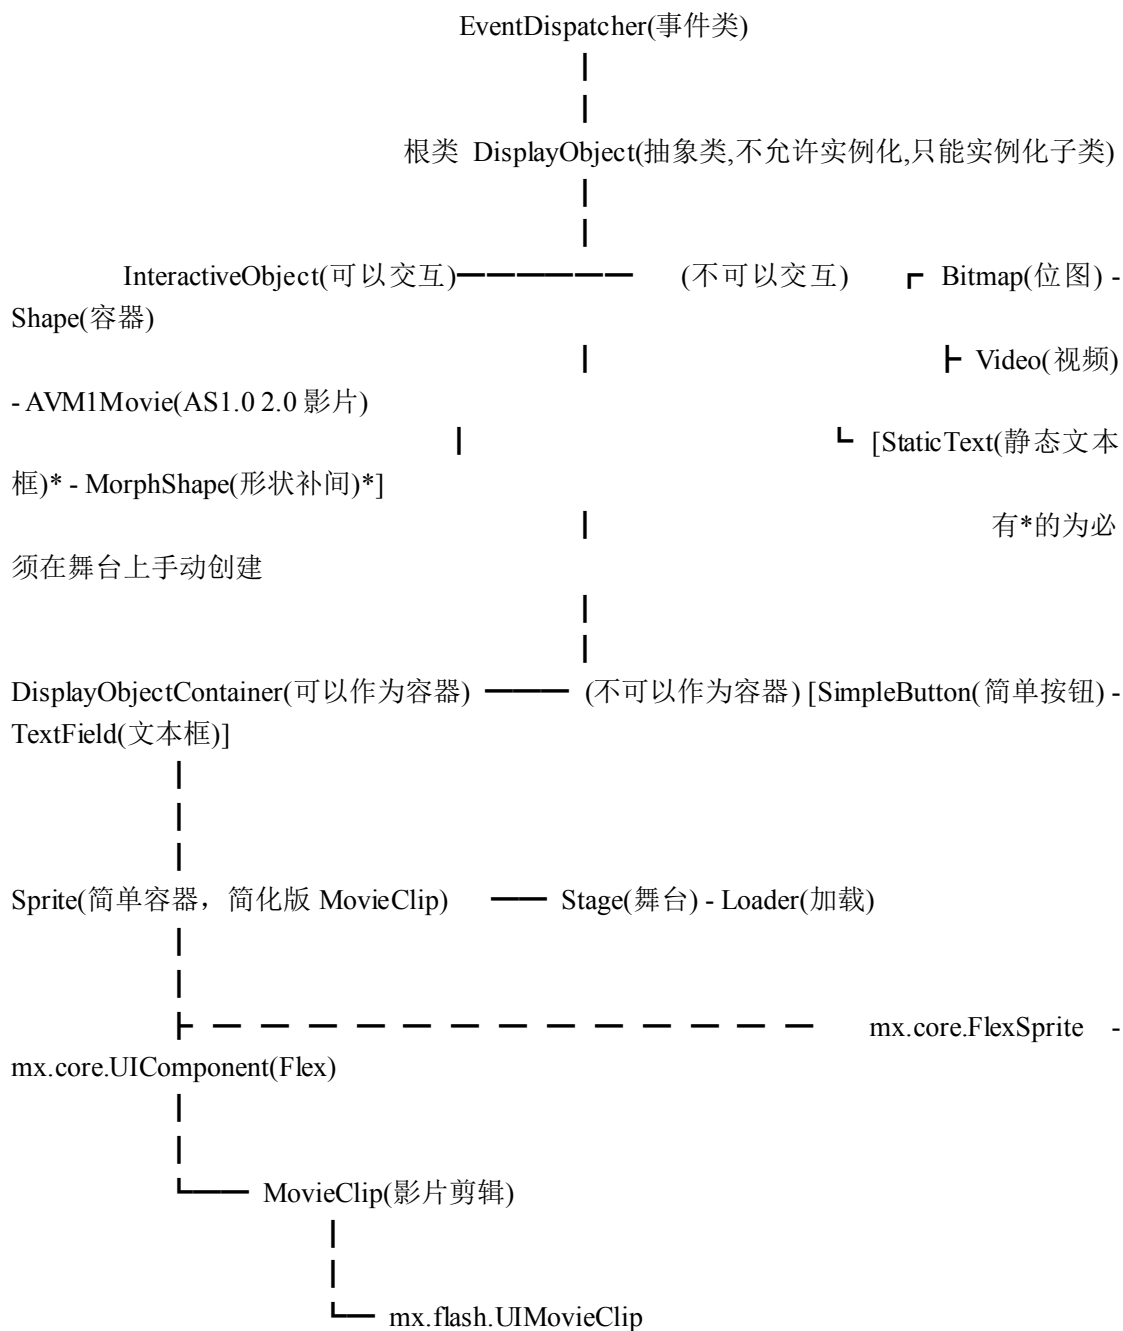 EventDispatcher(事件类)
┃
┃
根类 DisplayObject(抽象类,不允许实例化,只能实例化子类)
┃
┃
InteractiveObject(可以交互)━━━━━━ (不可以交互) ┏ Bitmap(位图) -
Shape(容器)
┃ ┣ Video(视频)
- AVM1Movie(AS1.0 2.0 影片)
┃ ┗ [StaticText(静态文本
框)* - MorphShape(形状补间)*]
┃ 有*的为必
须在舞台上手动创建
┃
┃
DisplayObjectContainer(可以作为容器) ━━━ (不可以作为容器) [SimpleButton(简单按钮) -
TextField(文本框)]
┃
┃
┃
Sprite(简单容器，简化版 MovieClip) ━━ Stage(舞台) - Loader(加载)
┃
┃
┣ ━ ━ ━ ━ ━ ━ ━ ━ ━ ━ ━ ━ ━ mx.core.FlexSprite -
mx.core.UIComponent(Flex)
┃
┃
┗━━ MovieClip(影片剪辑)
┃
┃
┗━ mx.flash.UIMovieClip